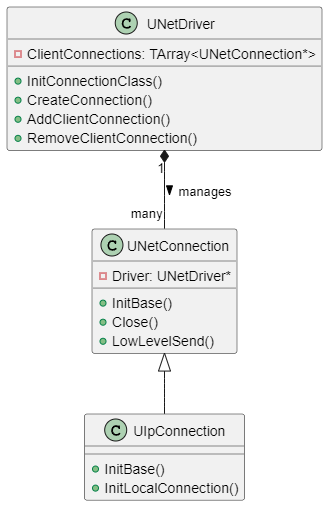 C UNetDriver
ClientConnections: TArray<UNetConnection*>
InitConnectionClass()
CreateConnection()
AddClientConnection()
RemoveClientConnection()
1
manages
many
C UNetConnection
Driver: UNetDriver*
InitBase()
Close()
LowLevelSend()
C UIpConnection
InitBase()
InitLocalConnection()